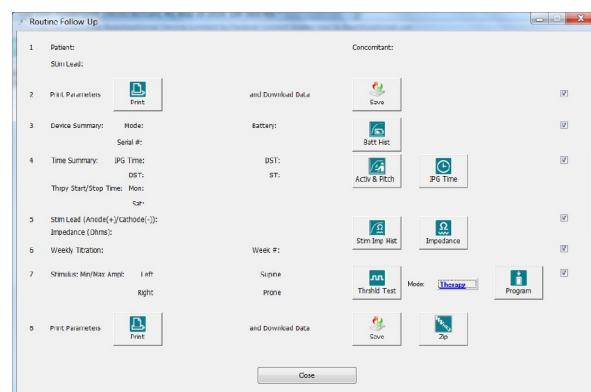 Routine Follow Up
1 Patient: Concomitant:
Stim Lead:
2 Print Parameters Print and Download Data Save
3 Device Summary: Mode: Battery: Batt Hist
Serial #:
4 Time Summary: IPG Time: DST: Activ & Pitch IPG Time
DST: ST:
Thrpy Start/Stop Time: Mon:
Sat:
5 Stim Lead (Anode(+)/Cathode(-)): Stim Imp Hist Impedance
Impedance (Ohms):
6 Weekly Titration: Week #:
7 Stimulus: Min/Max Ampl: Left Supine Thrshld Test Mode: Therapy Program
Right Prone
8 Print Parameters Print and Download Data Save Zip
Close